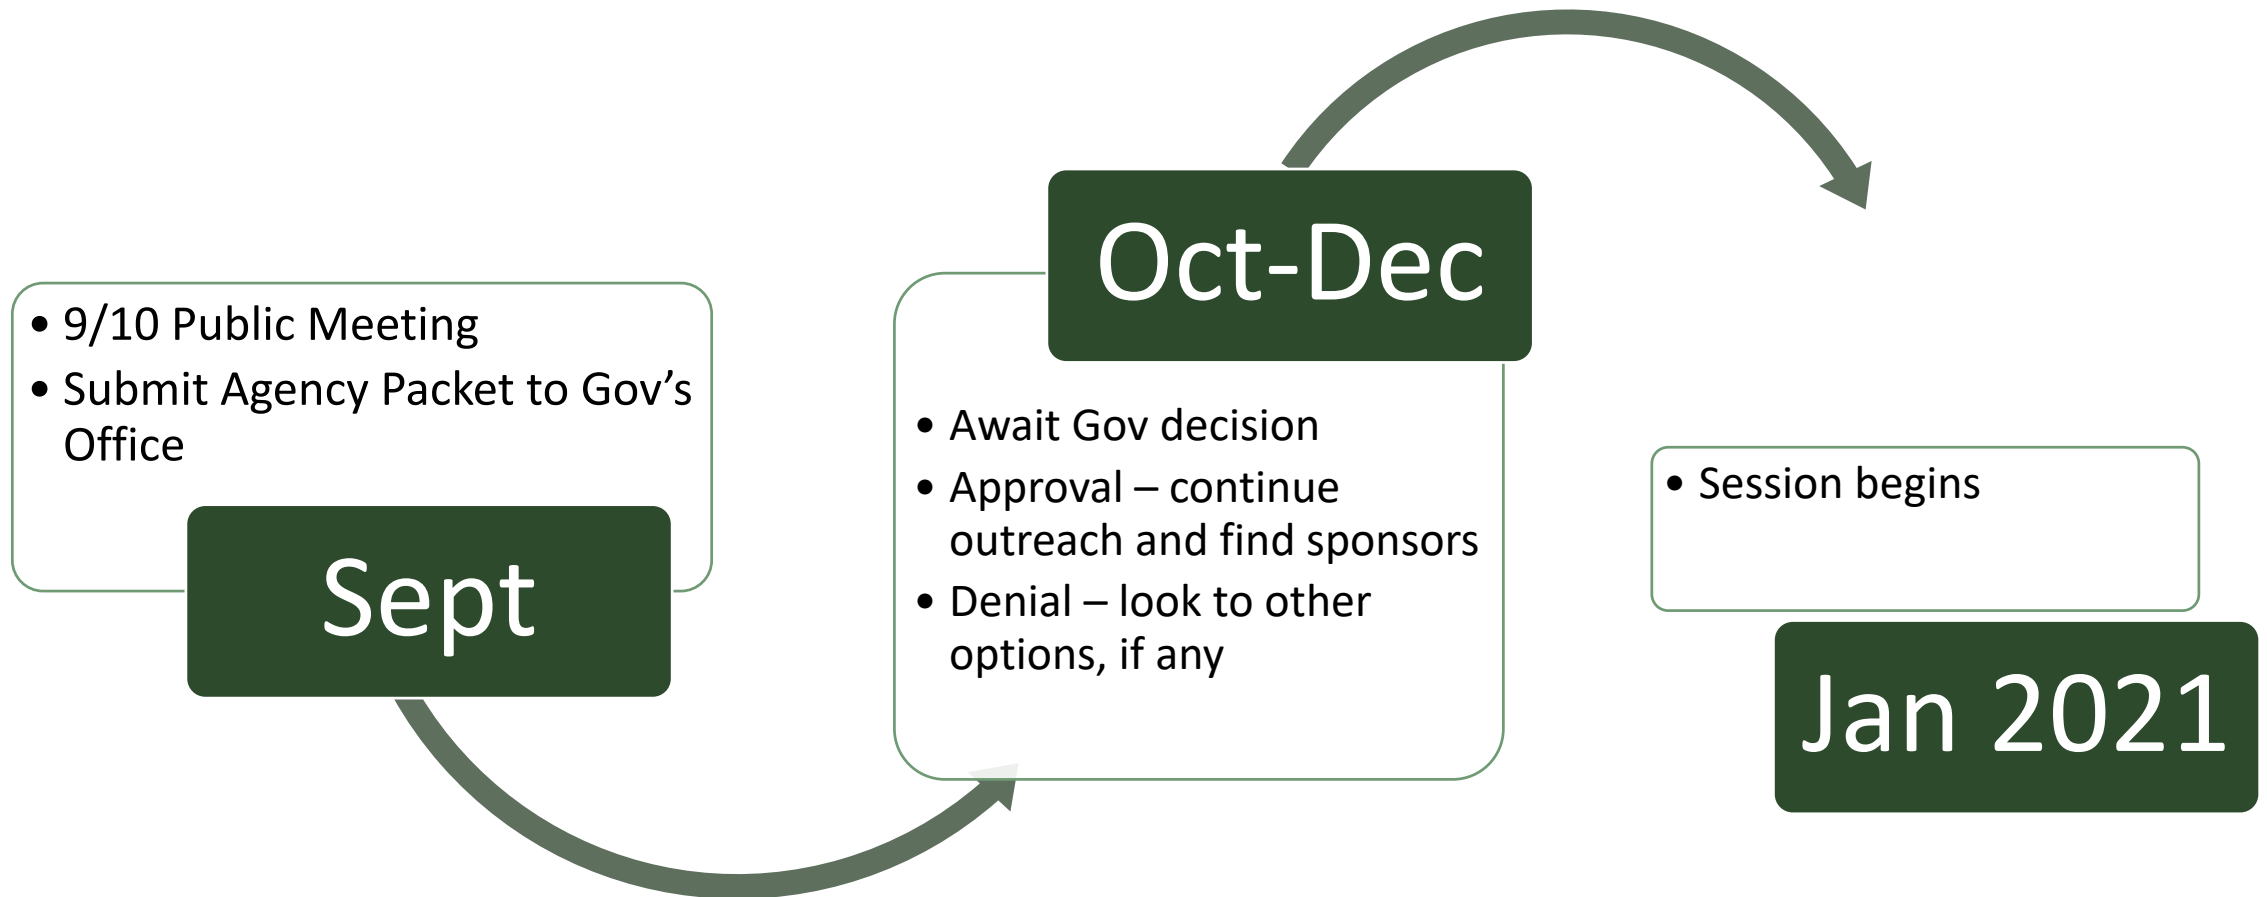 • 9/10 Public Meeting
• Submit Agency Packet to Gov’s
Office
Sept
Oct-Dec
• Await Gov decision
• Approval – continue
outreach and find sponsors
• Denial – look to other
options, if any
• Session begins
Jan 2021